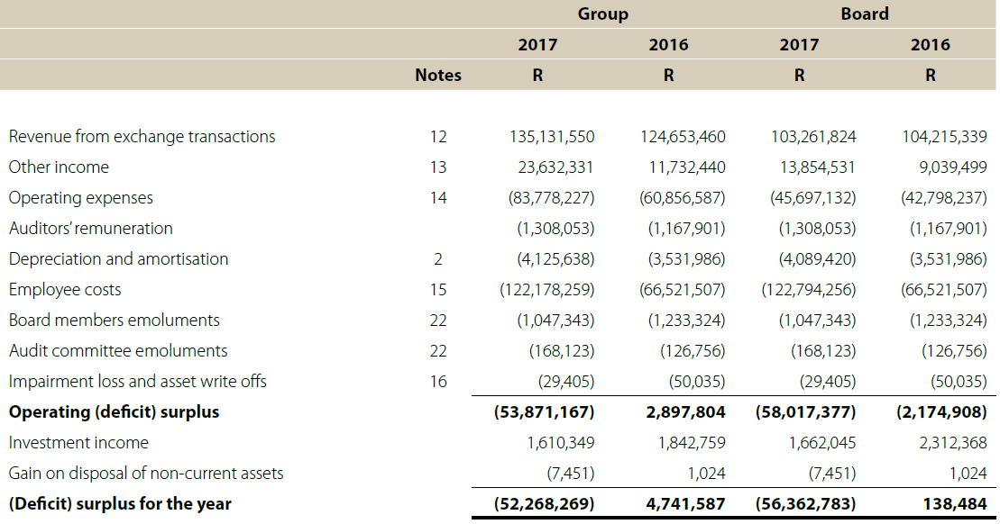 Group Board
2017 2016 2017 2016
Notes R R R R
Revenue from exchange transactions 12 135,131,550 124,653,460 103,261,824 104,215,339
Other income 13 23,632,331 11,732,440 13,854,531 9,039,499
Operating expenses 14 (83,778,227) (60,856,587) (45,697,132) (42,798,237)
Auditors’ remuneration (1,308,053) (1,167,901) (1,308,053) (1,167,901)
Depreciation and amortisation 2 (4,125,638) (3,531,986) (4,089,420) (3,531,986)
Employee costs 15 (122,178,259) (66,521,507) (122,794,256) (66,521,507)
Board members emoluments 22 (1,047,343) (1,233,324) (1,047,343) (1,233,324)
Audit committee emoluments 22 (168,123) (126,756) (168,123) (126,756)
Impairment loss and asset write offs 16 (29,405) (50,035) (29,405) (50,035)
Operating (deficit) surplus (53,871,167) 2,897,804 (58,017,377) (2,174,908)
Investment income 1,610,349 1,842,759 1,662,045 2,312,368
Gain on disposal of non-current assets (7,451) 1,024 (7,451) 1,024
(Deficit) surplus for the year (52,268,269) 4,741,587 (56,362,783) 138,484